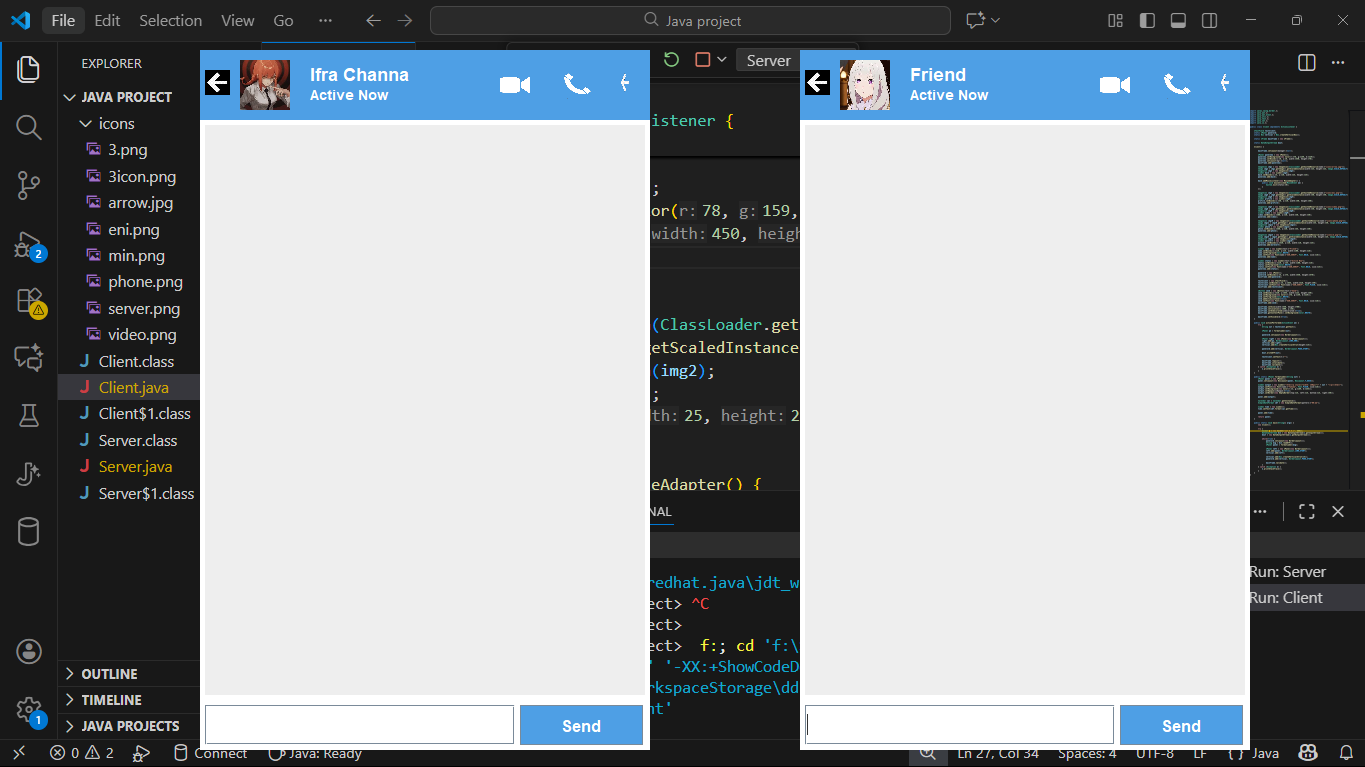 File Edit Selection View Go ··· Java project
EXPLORER
JAVA PROJECT
icons
3.png
3icon.png
arrow.jpg
eni.png
min.png
phone.png
server.png
video.png
Client.class
Client.java
Client$1.class
Server.class
Server.java
Server$1.class
OUTLINE
TIMELINE
JAVA PROJECTS
2
1
Ifra Channa
Active Now
Send
Server
istener {
;
or(r: 78, g: 159,
width: 450, heigh
(ClassLoader.get
getScaledInstance
(img2);
;
th: 25, height: 2
eAdapter() {
NAL
redhat.java\jdt_w
ect> ^C
ect>
ect> f:; cd 'f:\
' '-XX:+ShowCodeD
rkspaceStorage\dd
nt'
Friend
Active Now
Send
Run: Server
Run: Client
0 2 Connect Java: Ready Ln 27, Col 34 Spaces: 4 UTF-8 LF { } Java